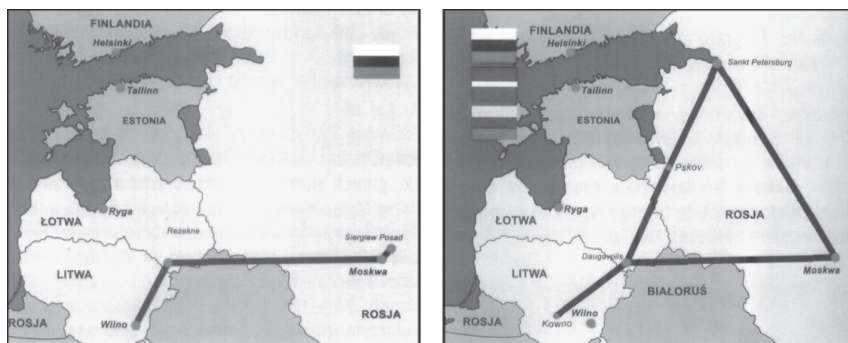 FINLANDIA
Helsinki
Tallinn
ESTONIA
Ryga
ŁOTWA
Rezekne
Siergiew Posad
LITWA
Moskwa
Wilno
ROSJA
ROSJA
FINLANDIA
Helsinki
Sankt Petersburg
Tallinn
ESTONIA
Pskov
Ryga
ŁOTWA
ROSJA
Daugavpils
LITWA
Moskwa
BIAŁORUŚ
Wilno
ROSJA
Kowno